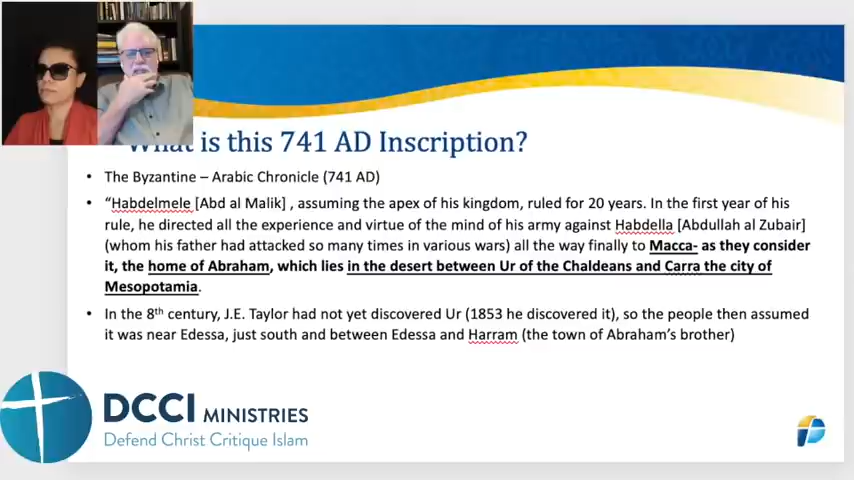 What is this 741 AD Inscription?
• The Byzantine – Arabic Chronicle (741 AD)
• “Habdelmele [Abd al Malik] , assuming the apex of his kingdom, ruled for 20 years. In the first year of his
rule, he directed all the experience and virtue of the mind of his army against Habdella [Abdullah al Zubair]
(whom his father had attacked so many times in various wars) all the way finally to Macca- as they consider
it, the home of Abraham, which lies in the desert between Ur of the Chaldeans and Carra the city of
Mesopotamia.
• In the 8th century, J.E. Taylor had not yet discovered Ur (1853 he discovered it), so the people then assumed
it was near Edessa, just south and between Edessa and Harram (the town of Abraham’s brother)
DCCI MINISTRIES
Defend Christ Critique Islam